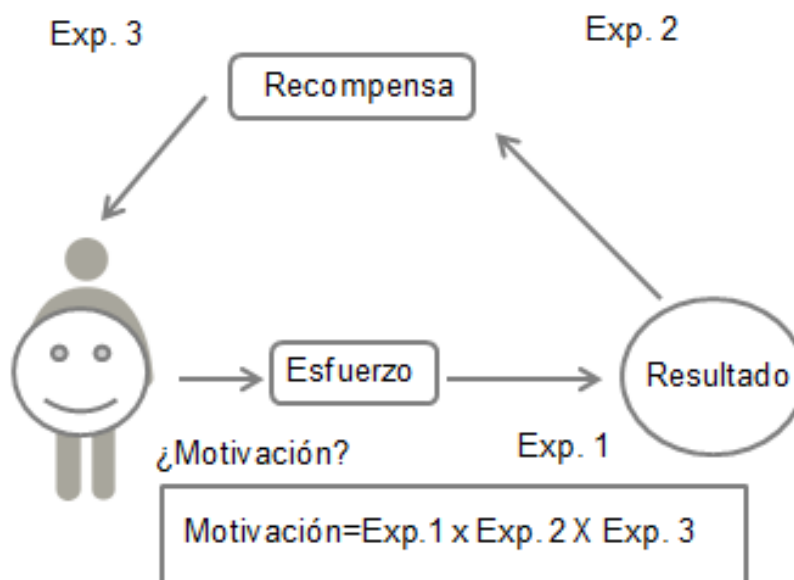 Exp. 3
Exp. 2
Recompensa
Esfuerzo
Resultado
¿Motivación?
Exp. 1
Motivación=Exp.1 x Exp. 2 X Exp. 3